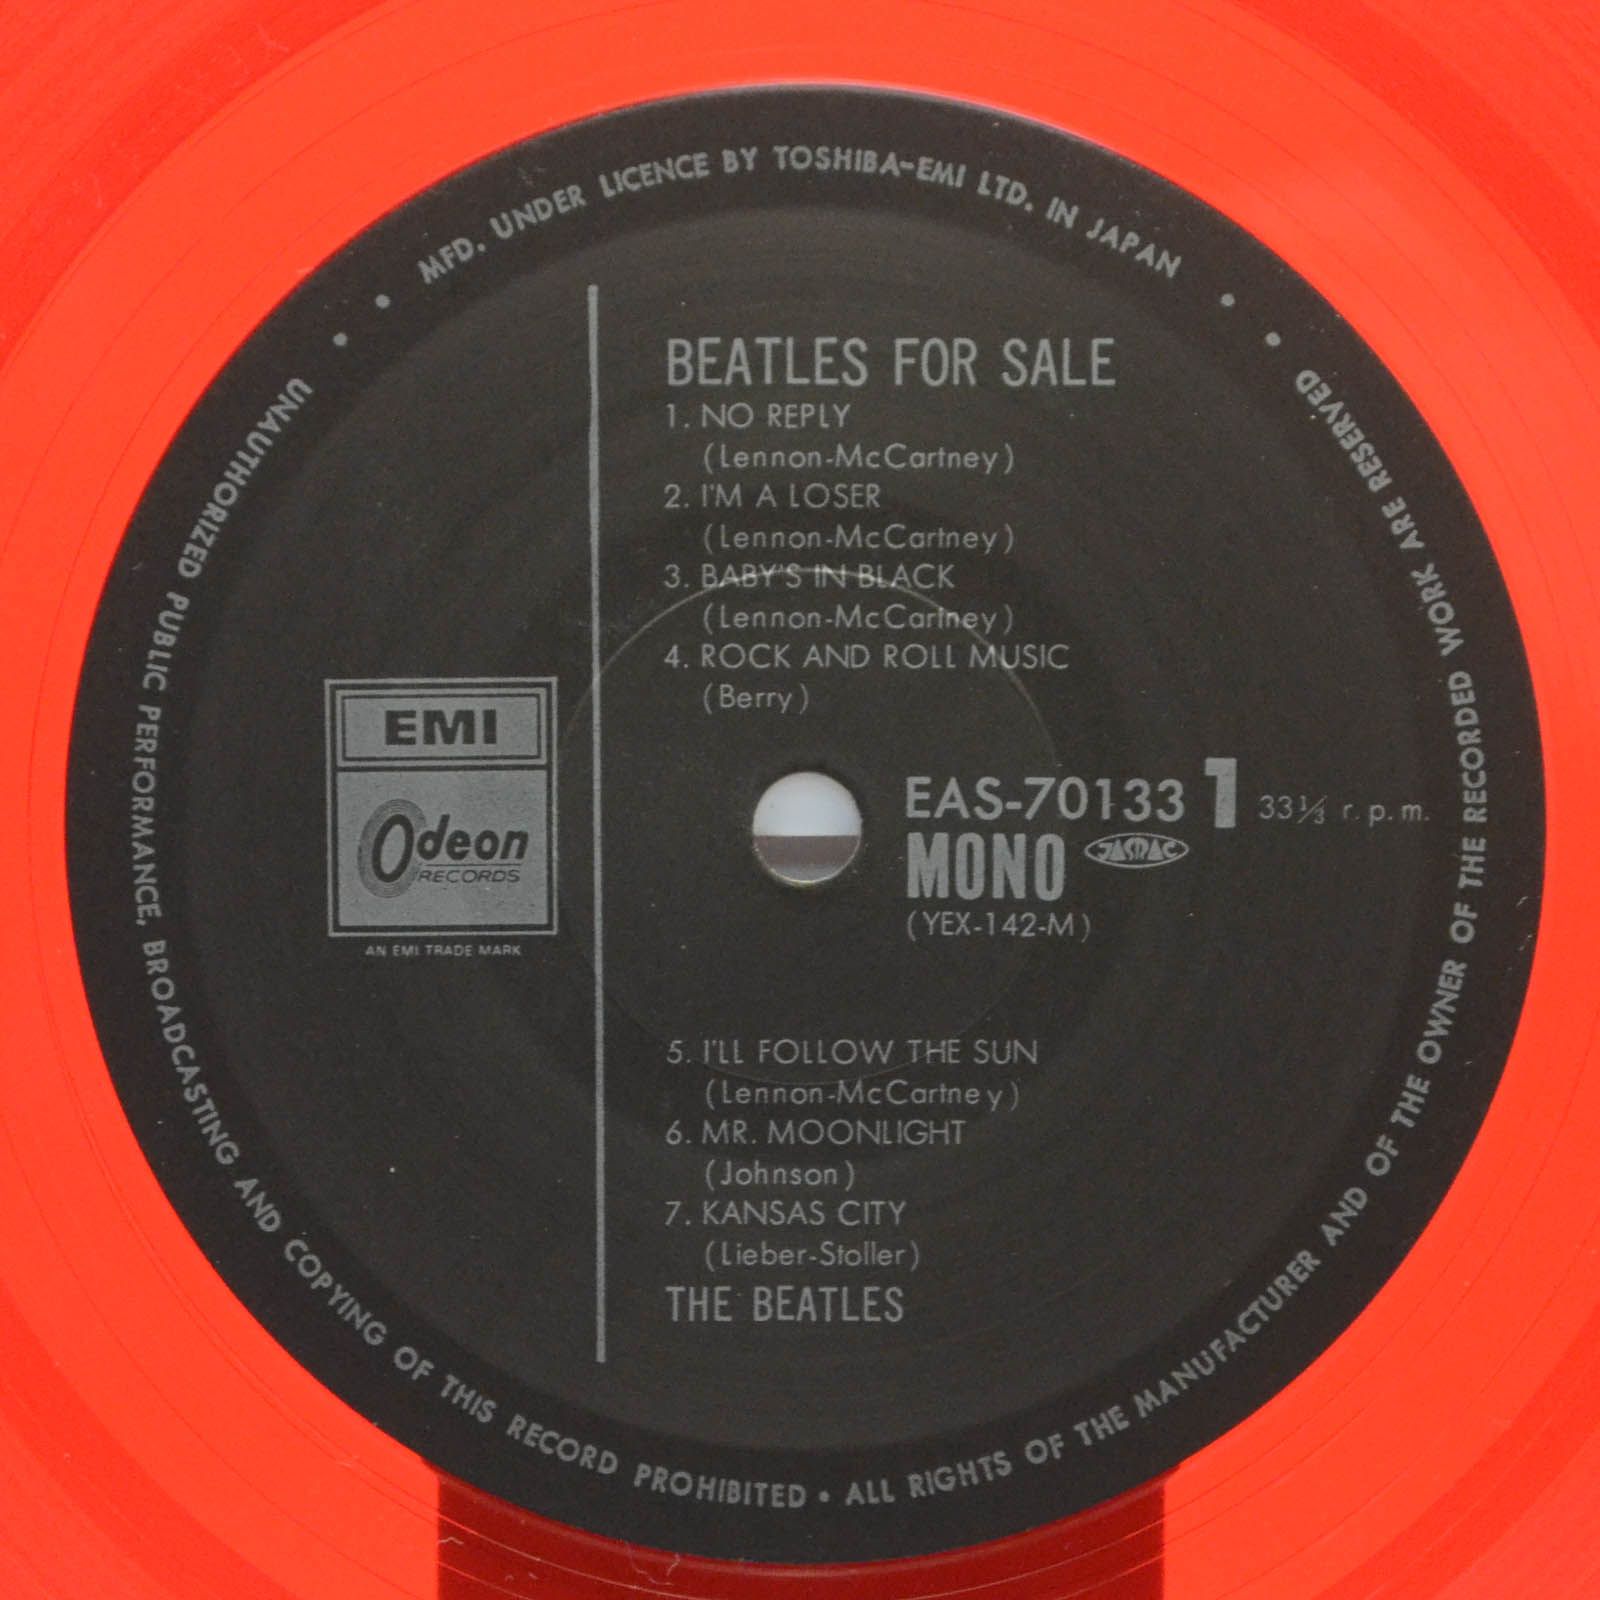 MFD. UNDER LICENCE BY TOSHIBA-EMI LTD. IN JAPAN
BEATLES FOR SALE
1. NO REPLY
(Lennon-McCartney)
2. I'M A LOSER
(Lennon-McCartney)
3. BABY'S IN BLACK
(Lennon-McCartney)
4. ROCK AND ROLL MUSIC
(Berry)
EMI
Odeon
RECORDS
AN EMI TRADE MARK
EAS-70133 1 33⅓ r.p.m.
MONO JASRAC
(YEX-142-M)
5. I'LL FOLLOW THE SUN
(Lennon-McCartney)
6. MR. MOONLIGHT
(Johnson)
7. KANSAS CITY
(Lieber-Stoller)
THE BEATLES
UNAUTHORIZED PUBLIC PERFORMANCE, BROADCASTING AND COPYING OF THIS RECORD PROHIBITED • ALL RIGHTS OF THE MANUFACTURER AND OF THE OWNER OF THE RECORDED WORK ARE RESERVED